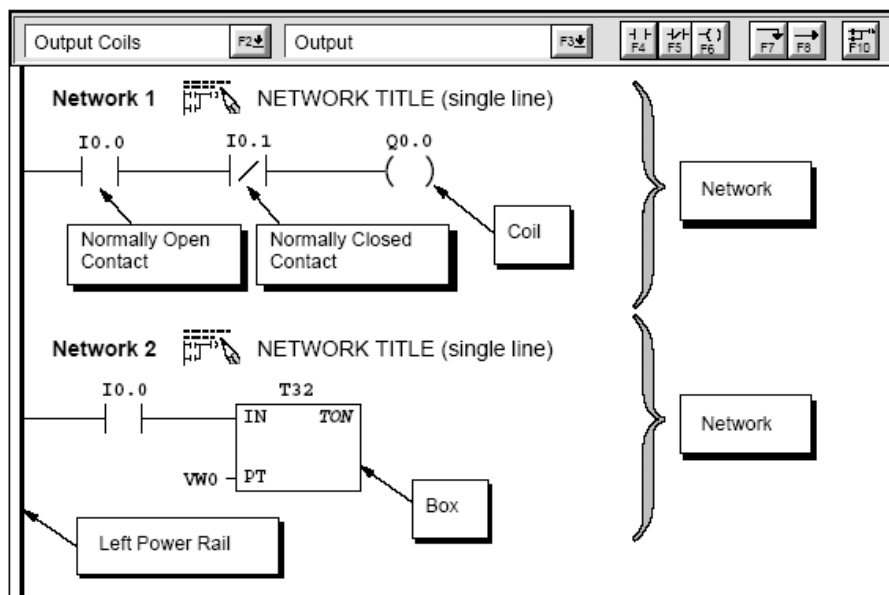 Output Coils F2 Output F3 F4 F5 F6 F7 F8 F10
Network 1 NETWORK TITLE (single line)
I0.0 I0.1 Q0.0
Network
Normally Open
Contact
Normally Closed
Contact
Coil
Network 2 NETWORK TITLE (single line)
I0.0 T32
IN TON
Network
VW0 PT
Box
Left Power Rail